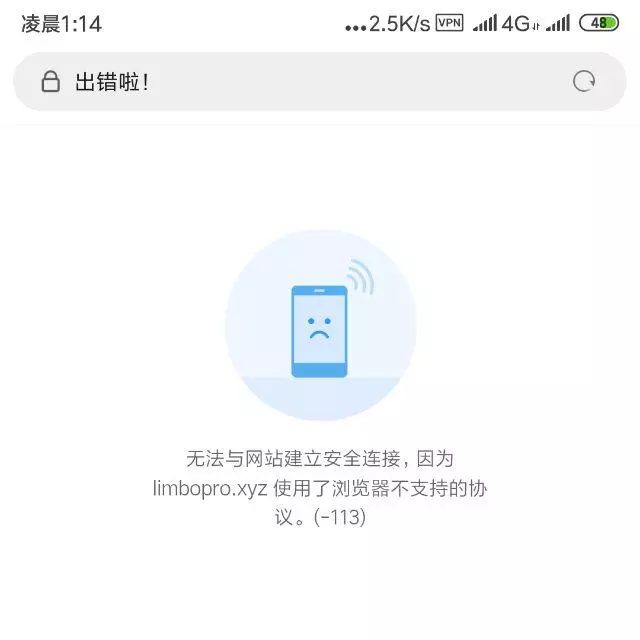 凌晨1:14 ...2.5K/s VPN 4G 48
出错啦！
无法与网站建立安全连接，因为
limbopro.xyz 使用了浏览器不支持的协
议。(-113)